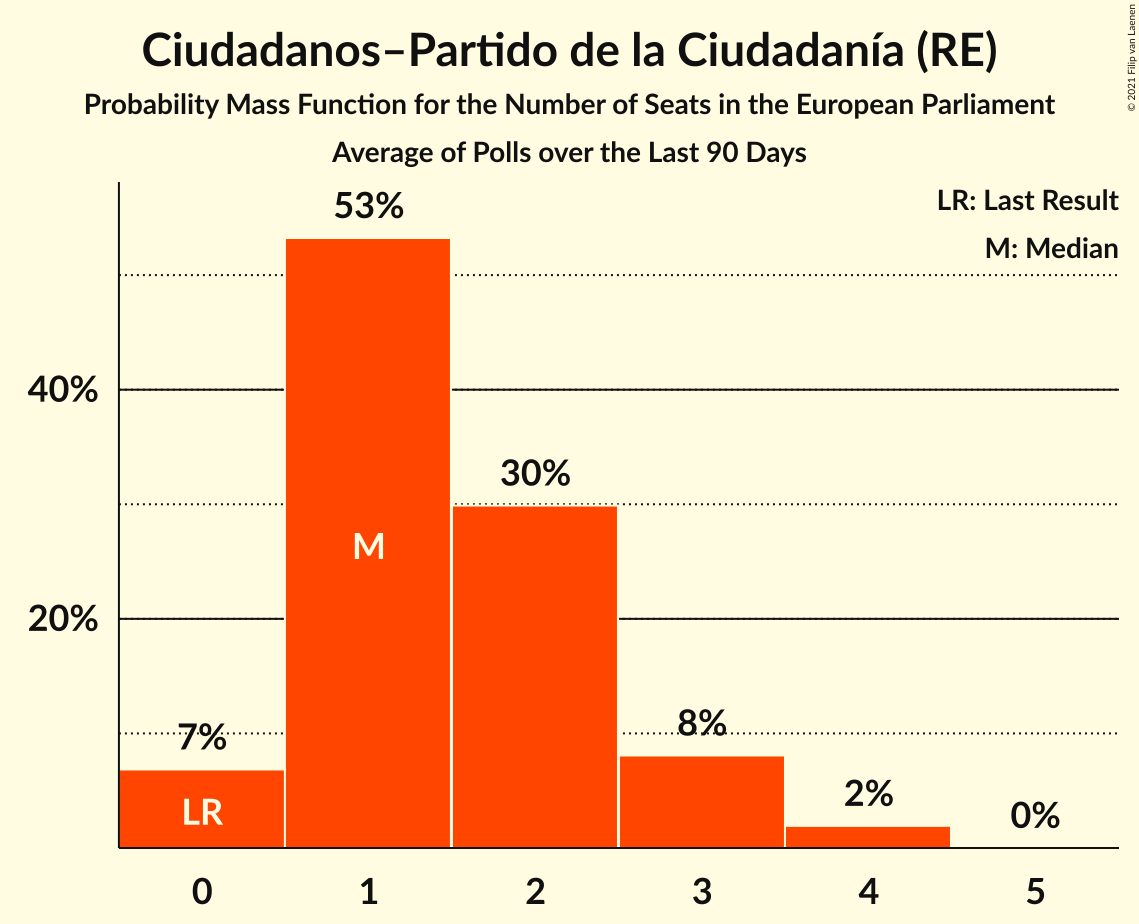 Ciudadanos–Partido de la Ciudadanía (RE)
Probability Mass Function for the Number of Seats in the European Parliament
Average of Polls over the Last 90 Days
© 2021 Filip van Laenen
LR: Last Result
M: Median
53%
40%
30%
M
20%
7%
8%
LR
2%
0%
0 1 2 3 4 5